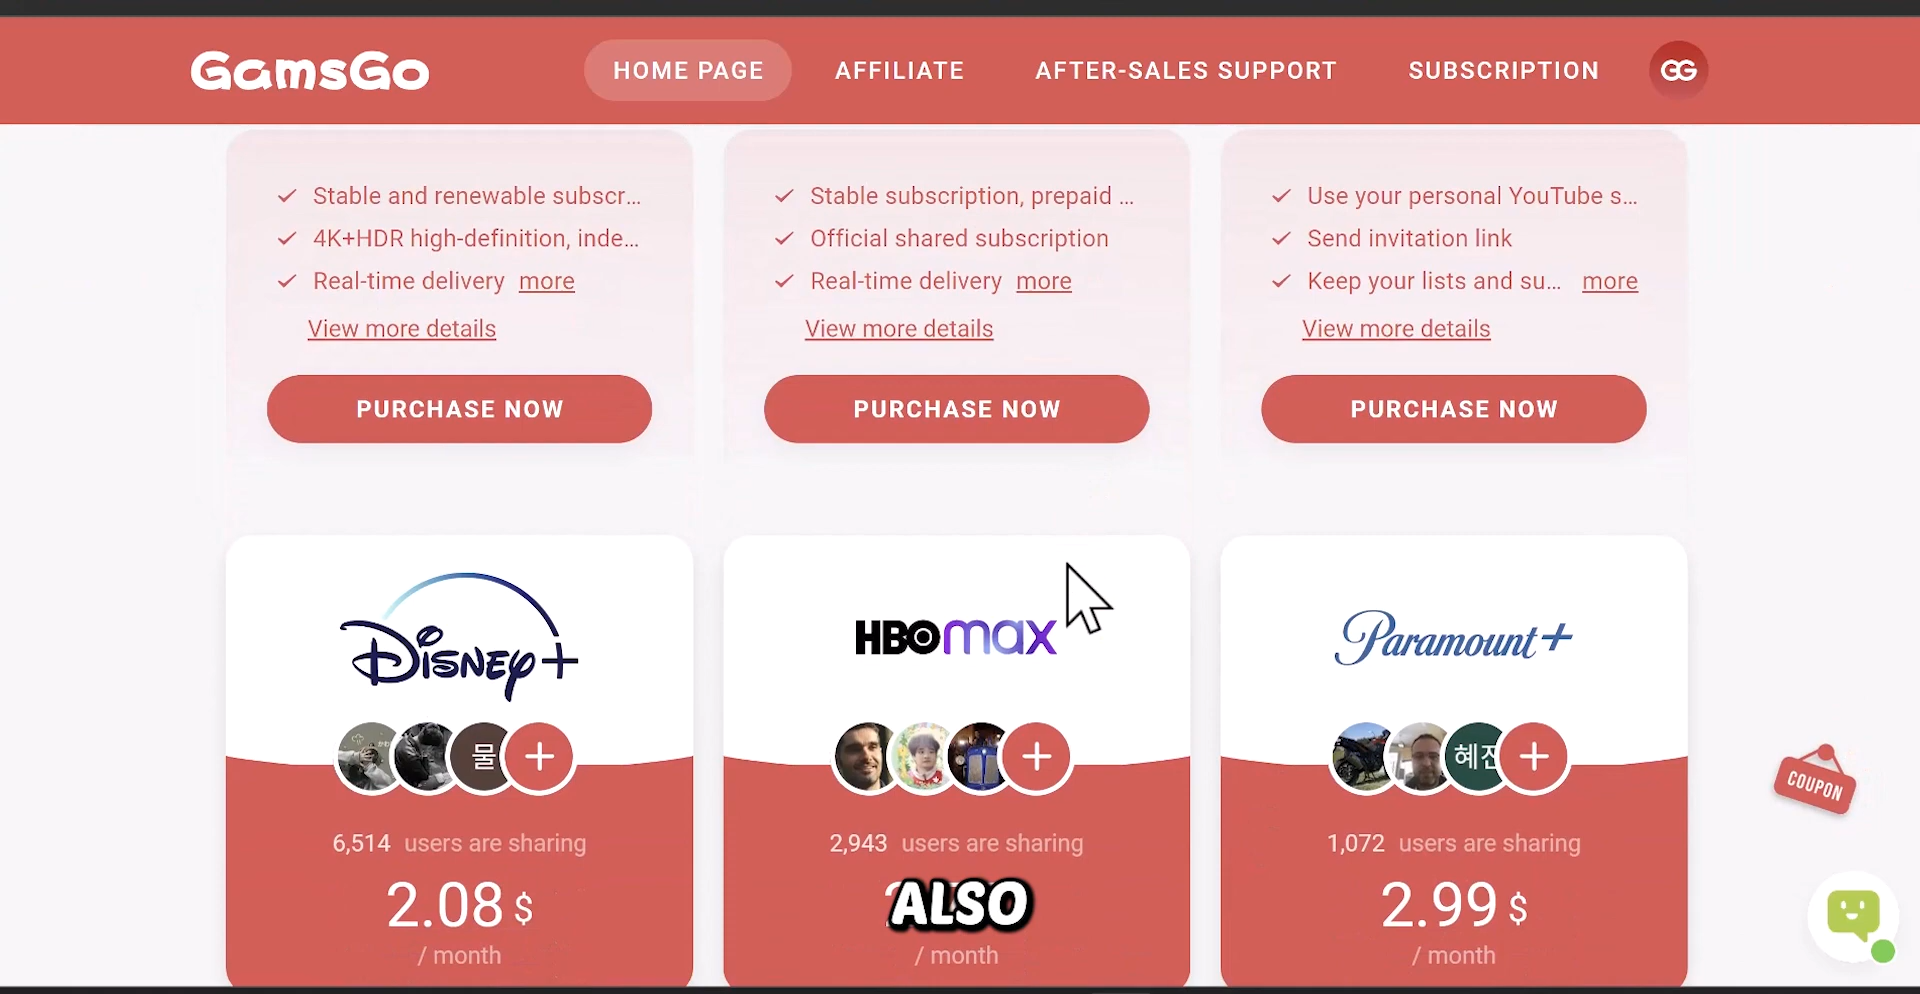 GamsGo
HOME PAGE
AFFILIATE
AFTER-SALES SUPPORT
SUBSCRIPTION
GG
Stable and renewable subscr...
4K+HDR high-definition, inde...
Real-time delivery more
View more details
PURCHASE NOW
Stable subscription, prepaid ...
Official shared subscription
Real-time delivery more
View more details
PURCHASE NOW
Use your personal YouTube s...
Send invitation link
Keep your lists and su... more
View more details
PURCHASE NOW
Disney+
물
6,514 users are sharing
2.08 $
/ month
HBOmax
2,943 users are sharing
ALSO
/ month
Paramount+
혜진
1,072 users are sharing
2.99 $
/ month
COUPON